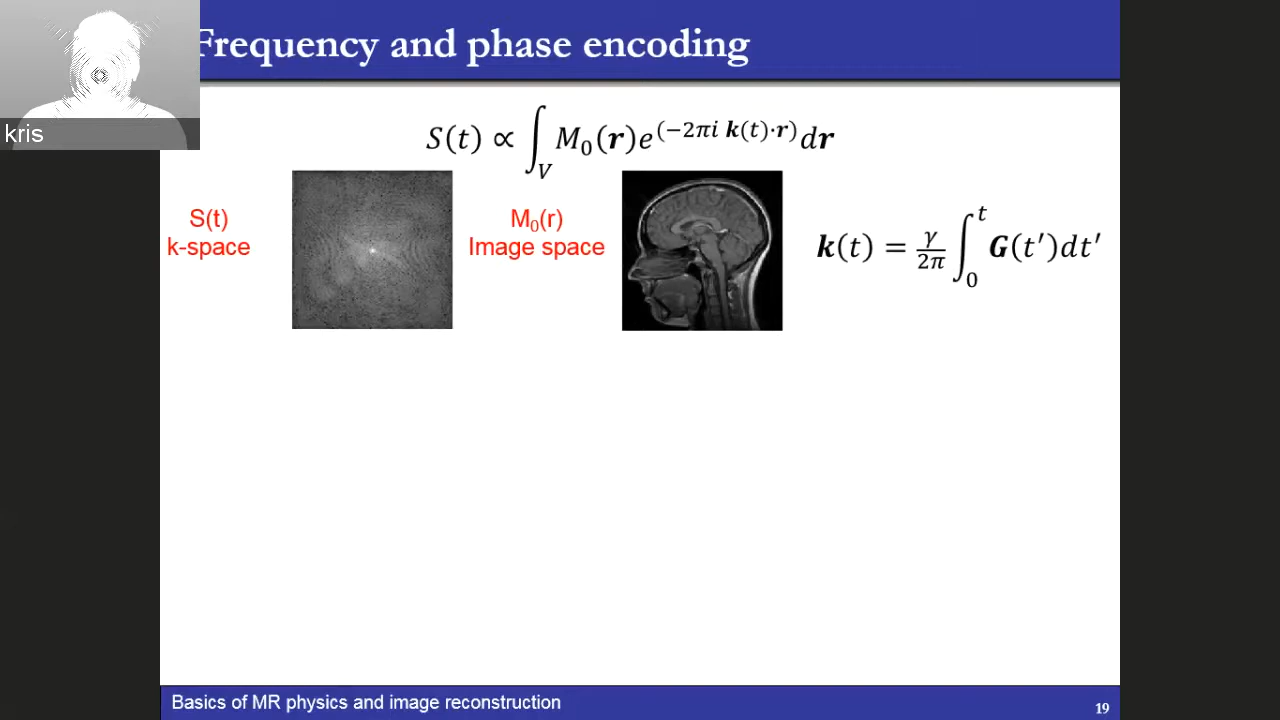 Frequency and phase encoding
kris
S(t) ∝ ∫_V M₀(r)e^(−2πi k(t)·r) dr
S(t)
k-space
M₀(r)
Image space
k(t) = γ/2π ∫₀ᵗ G(t′)dt′
Basics of MR physics and image reconstruction
19